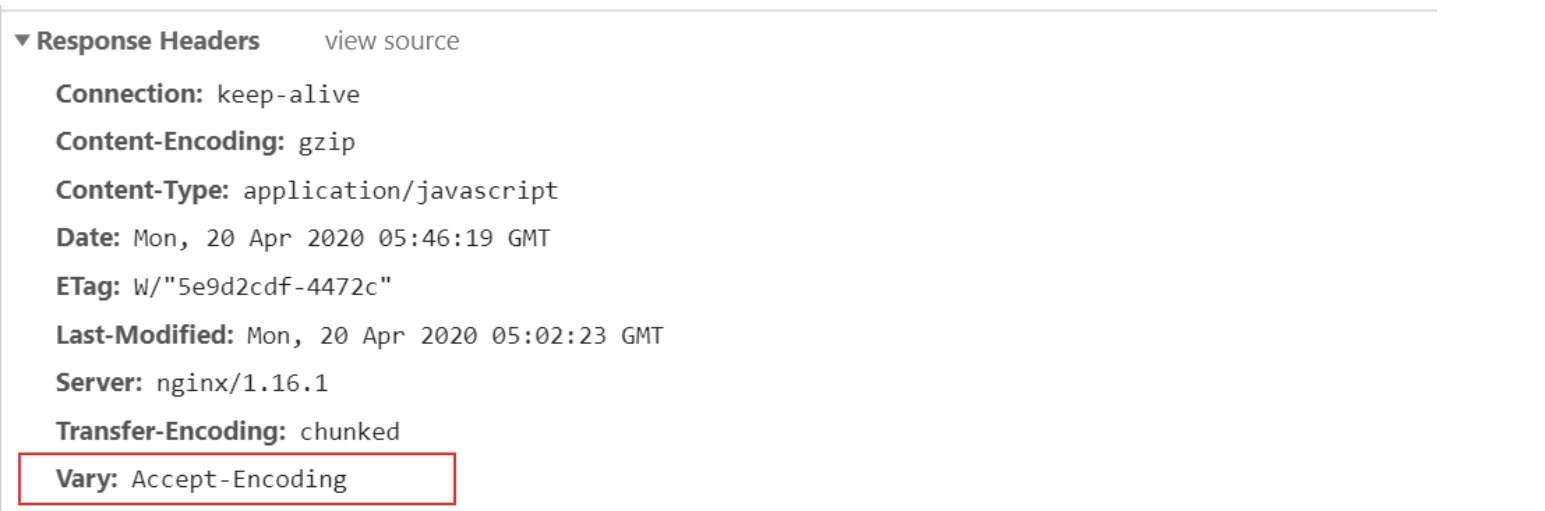 Response Headers view source
Connection: keep-alive
Content-Encoding: gzip
Content-Type: application/javascript
Date: Mon, 20 Apr 2020 05:46:19 GMT
ETag: W/"5e9d2cdf-4472c"
Last-Modified: Mon, 20 Apr 2020 05:02:23 GMT
Server: nginx/1.16.1
Transfer-Encoding: chunked
Vary: Accept-Encoding